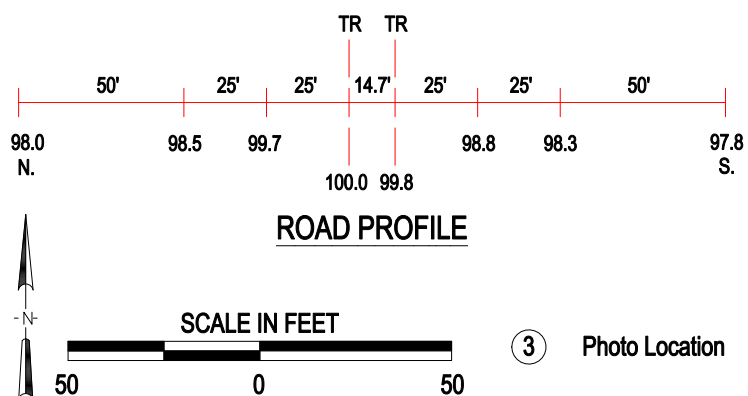 TR TR
50' 25' 25' 14.7' 25' 25' 50'
98.0 98.5 99.7 98.8 98.3 97.8
N. S.
100.0 99.8
ROAD PROFILE
-N-
SCALE IN FEET
3 Photo Location
50 0 50